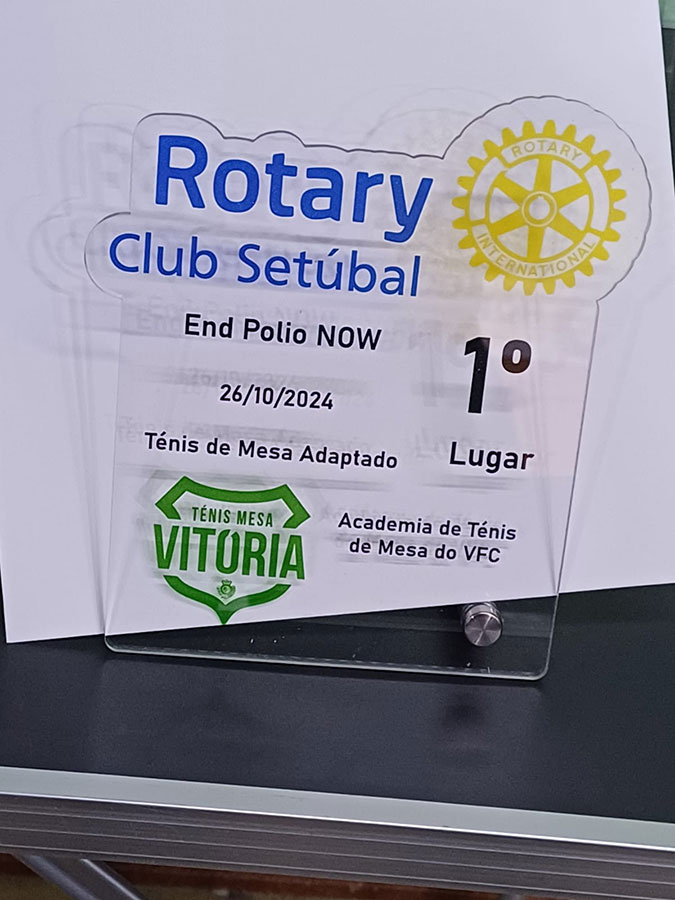 Rotary
Club Setúbal
ROTARY
INTERNATIONAL
End Polio NOW
26/10/2024
1º
Lugar
Ténis de Mesa Adaptado
TÉNIS MESA
VITÓRIA
Academia de Ténis
de Mesa do VFC